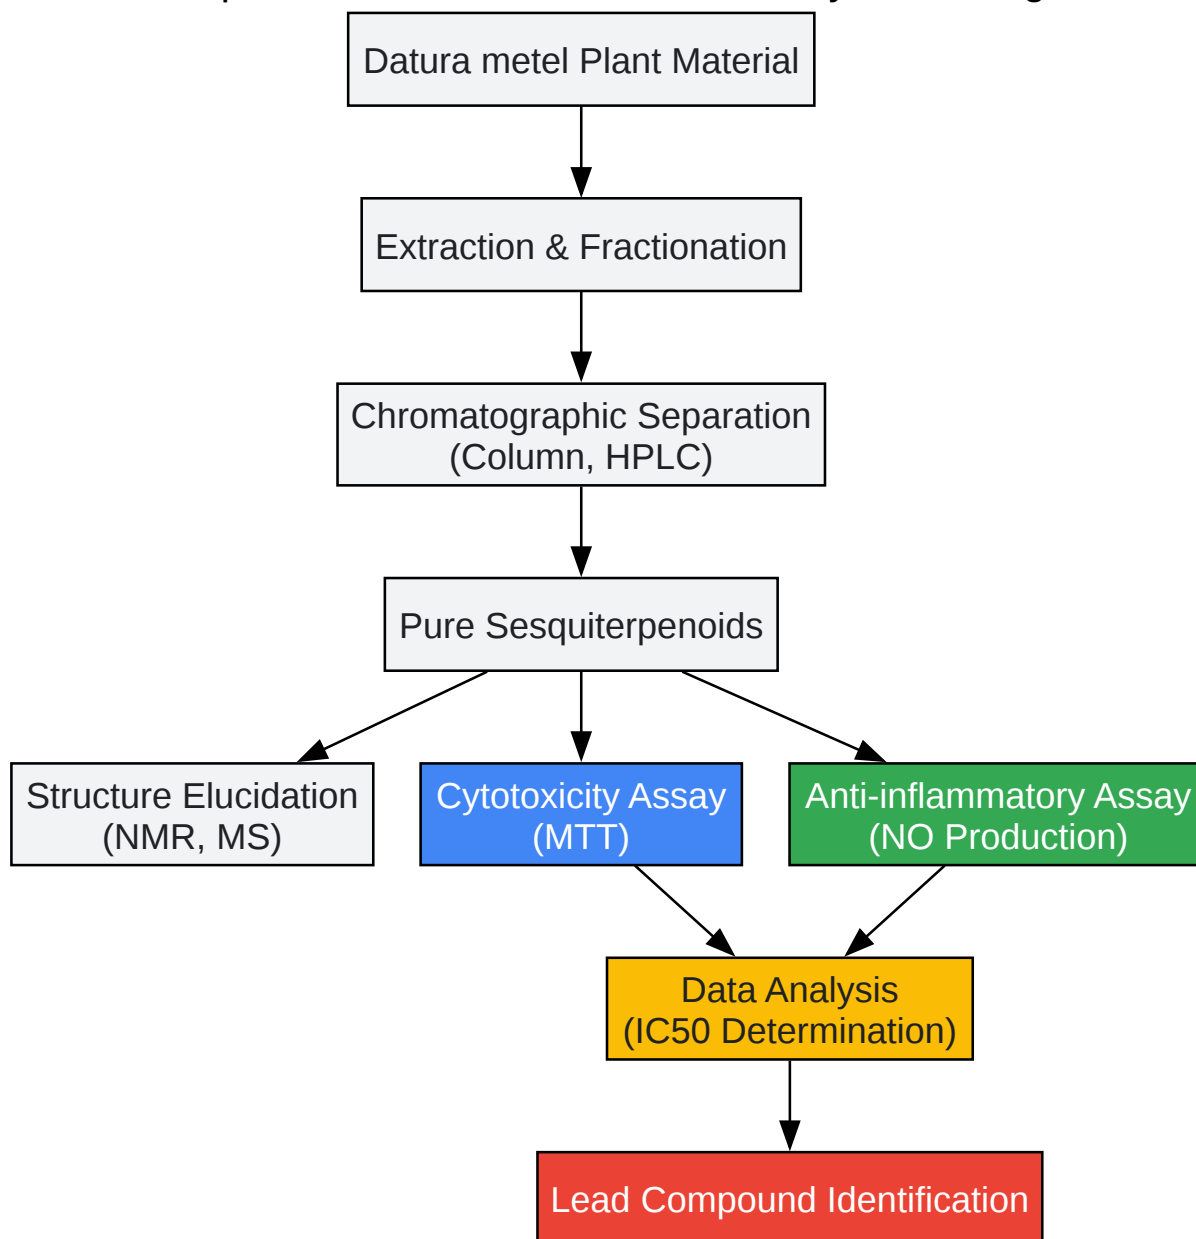 Datura metel Plant Material
Extraction & Fractionation
Chromatographic Separation
(Column, HPLC)
Pure Sesquiterpenoids
Structure Elucidation
(NMR, MS)
Cytotoxicity Assay
(MTT)
Anti-inflammatory Assay
(NO Production)
Data Analysis
(IC50 Determination)
Lead Compound Identification